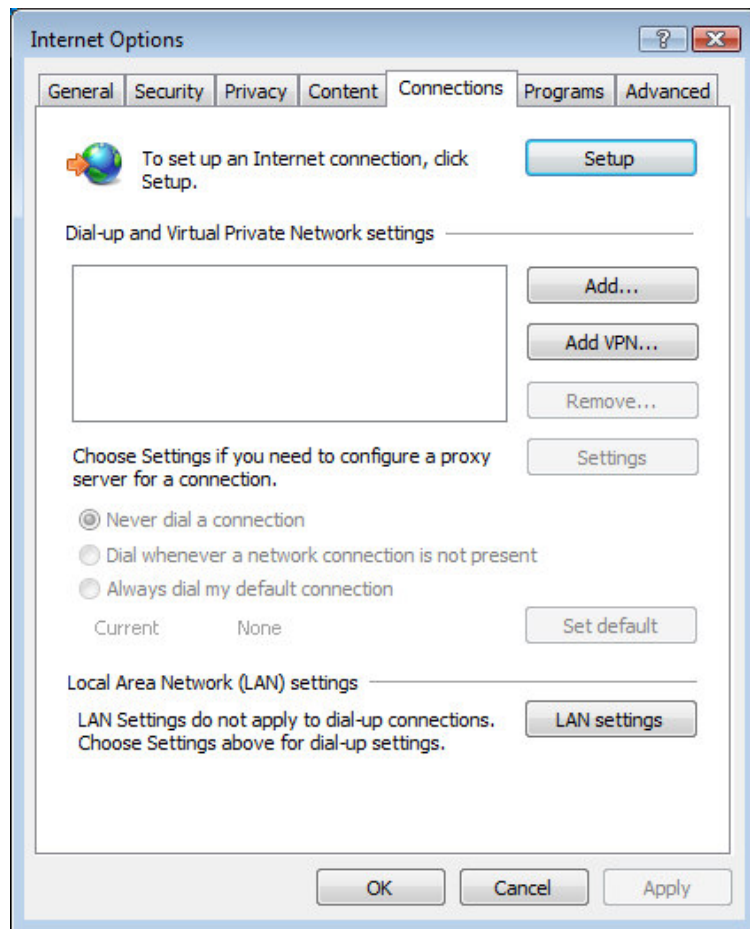 Internet Options
?
General Security Privacy Content Connections Programs Advanced
To set up an Internet connection, click
Setup.
Setup
Dial-up and Virtual Private Network settings
Add...
Add VPN...
Remove...
Choose Settings if you need to configure a proxy
server for a connection.
Settings
Never dial a connection
Dial whenever a network connection is not present
Always dial my default connection
Current None
Set default
Local Area Network (LAN) settings
LAN Settings do not apply to dial-up connections.
Choose Settings above for dial-up settings.
LAN settings
OK Cancel Apply